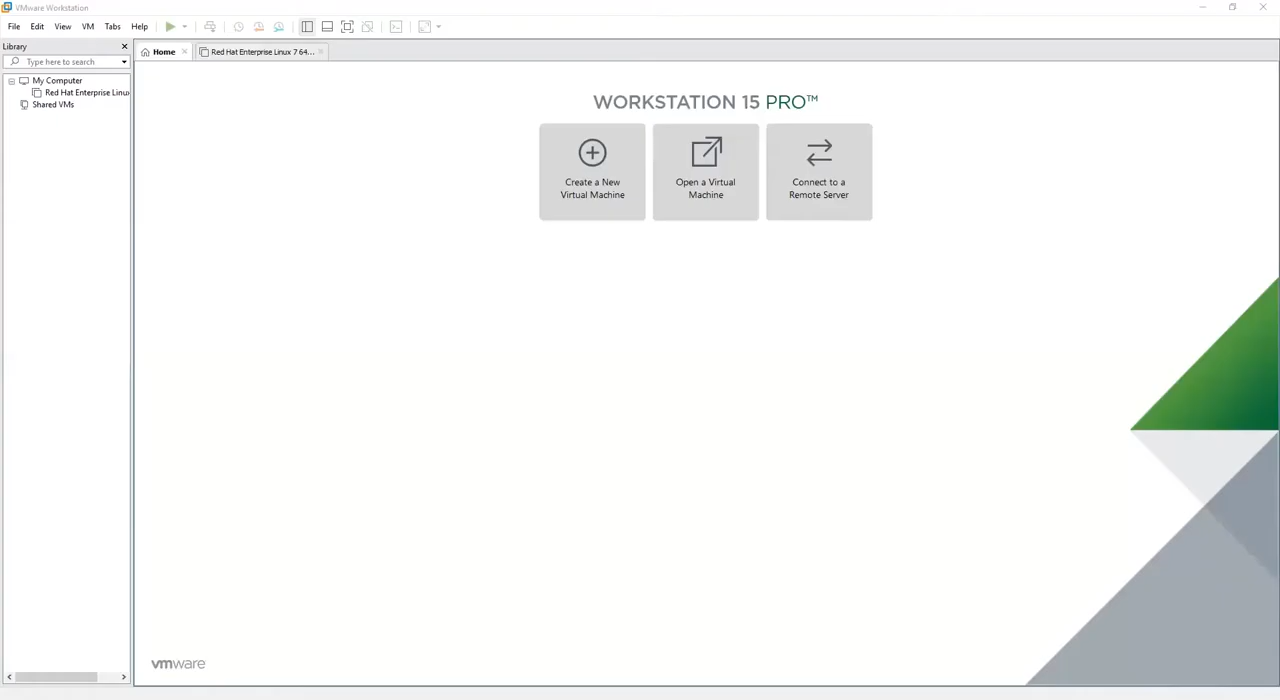 VMware Workstation
File Edit View VM Tabs Help
Library
Type here to search
My Computer
Red Hat Enterprise Linux
Shared VMs
Home Red Hat Enterprise Linux 7 64...
WORKSTATION 15 PRO™
Create a New
Virtual Machine
Open a Virtual
Machine
Connect to a
Remote Server
vmware